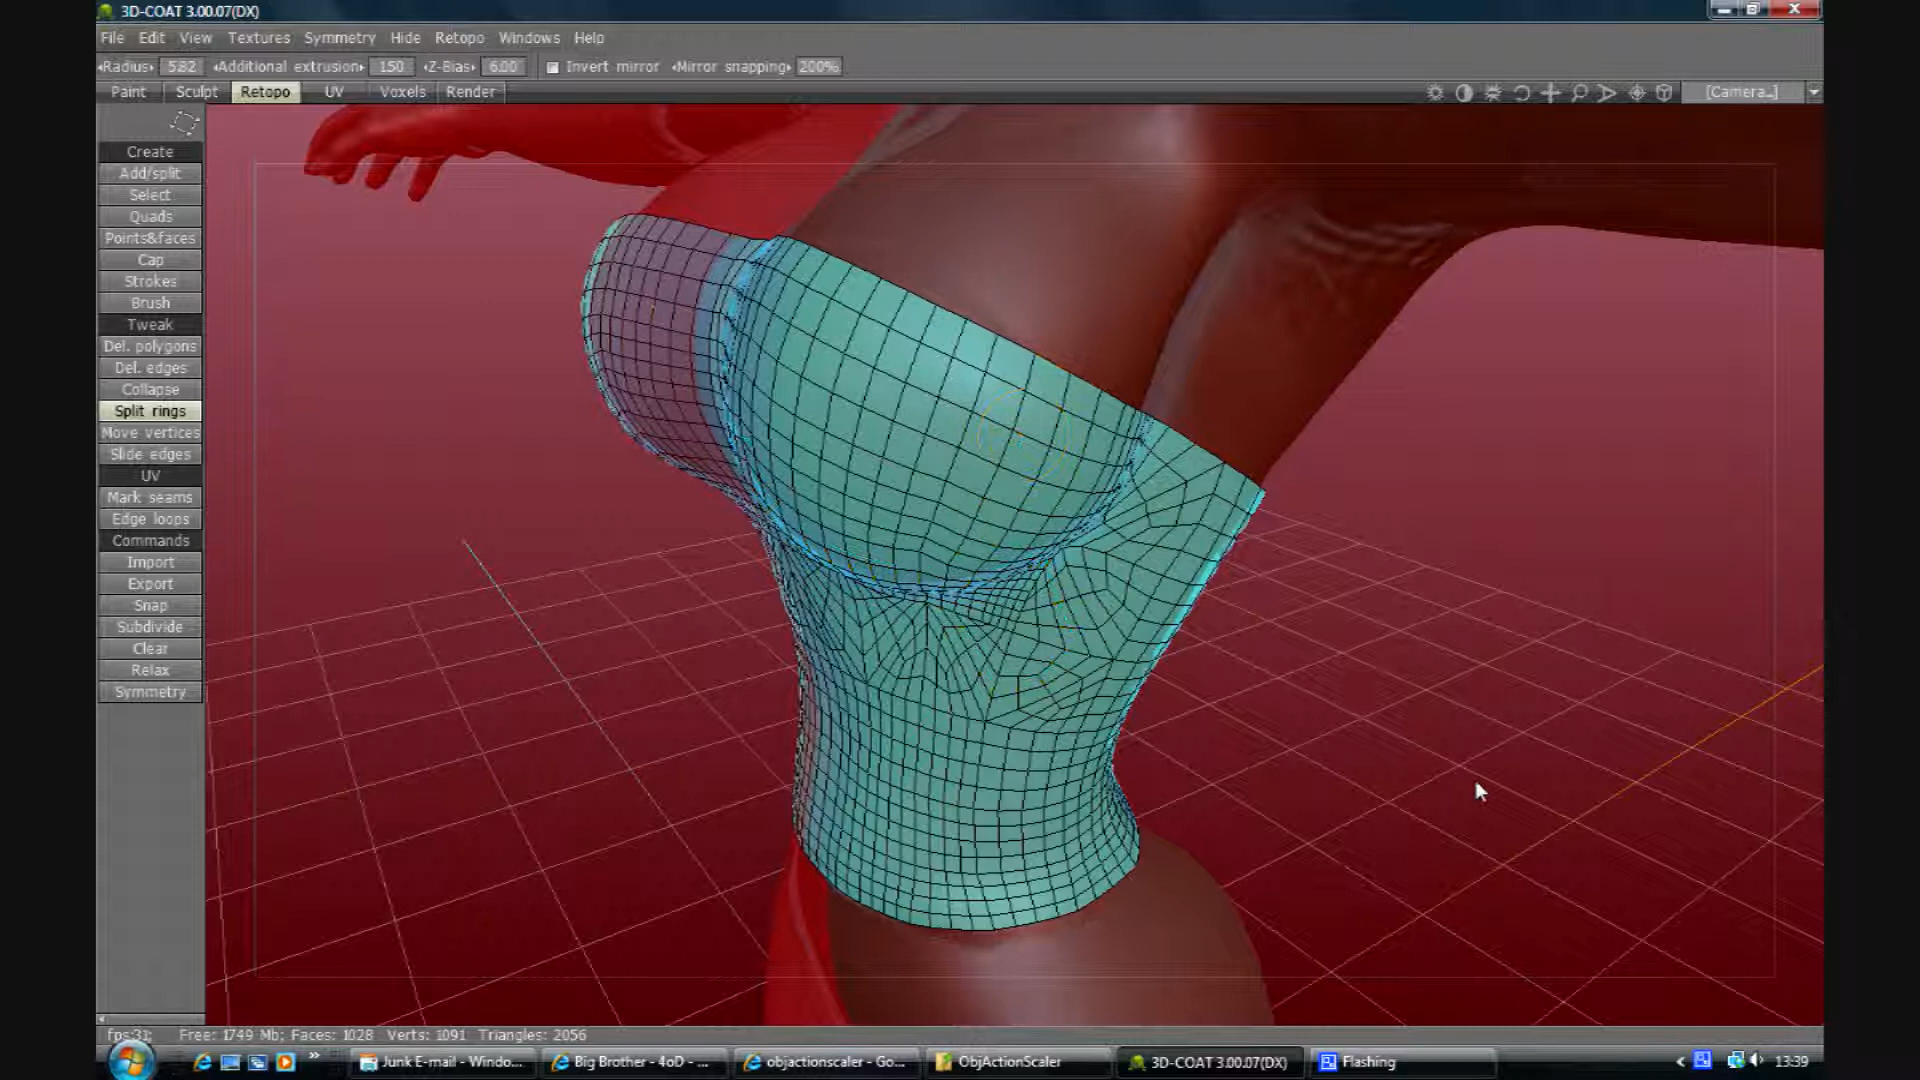 3D-COAT 3.00.07(DX)
File Edit View Textures Symmetry Hide Retopo Windows Help
Radius 5.82 Additional extrusion 1.50 Z-Bias 6.00 Invert mirror Mirror snapping 200%
Paint Sculpt Retopo UV Voxels Render [Camera..]
Create
Add/split
Select
Quads
Points&faces
Cap
Strokes
Brush
Tweak
Del. polygons
Del. edges
Collapse
Split rings
Move vertices
Slide edges
UV
Mark seams
Edge loops
Commands
Import
Export
Snap
Subdivide
Clear
Relax
Symmetry
fps:31; Free: 1749 Mb; Faces: 1028 Verts: 1091 Triangles: 2056
Junk E-mail - Windo... Big Brother - 4oD - ... objactionscaler - Go... ObjActionScaler 3D-COAT 3.00.07(DX) Flashing 13:39